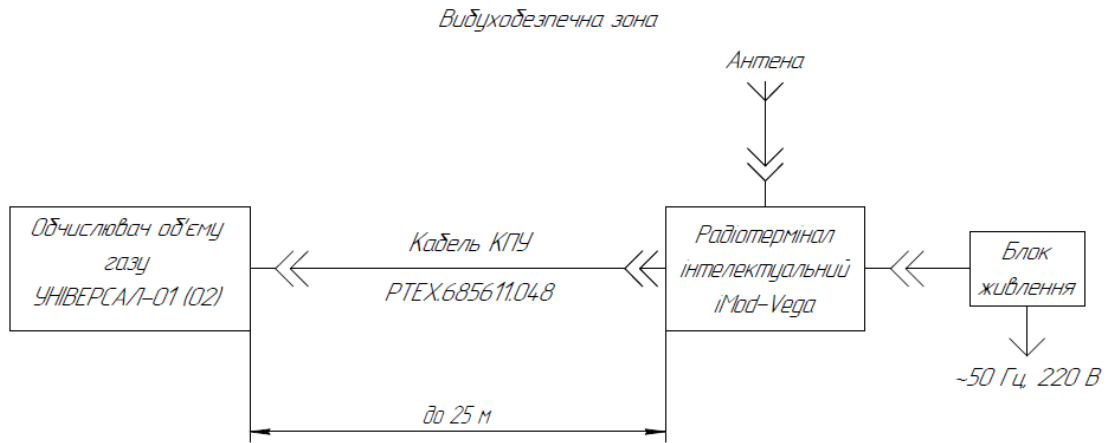 Вибухобезпечна зона
Антена
Обчислювач об'єму
газу
УНІВЕРСАЛ-01 (02)
Кабель КПУ
РТЕХ.685611.048
Радіотермінал
інтелектуальний
iMod-Vega
Блок
живлення
~50 Гц, 220 В
до 25 м